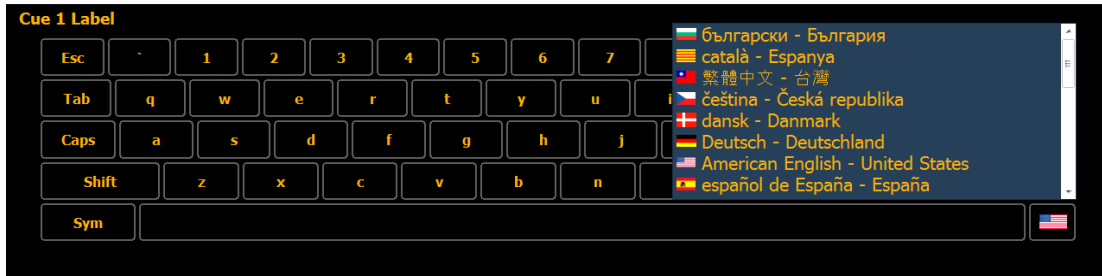 Cue 1 Label
Esc ` 1 2 3 4 5 6 7
Tab q w e r t y u i
Caps a s d f g h j
Shift z x c v b n
Sym
български - България
català - Espanya
繁體中文 - 台灣
čeština - Česká republika
dansk - Danmark
Deutsch - Deutschland
American English - United States
español de España - España